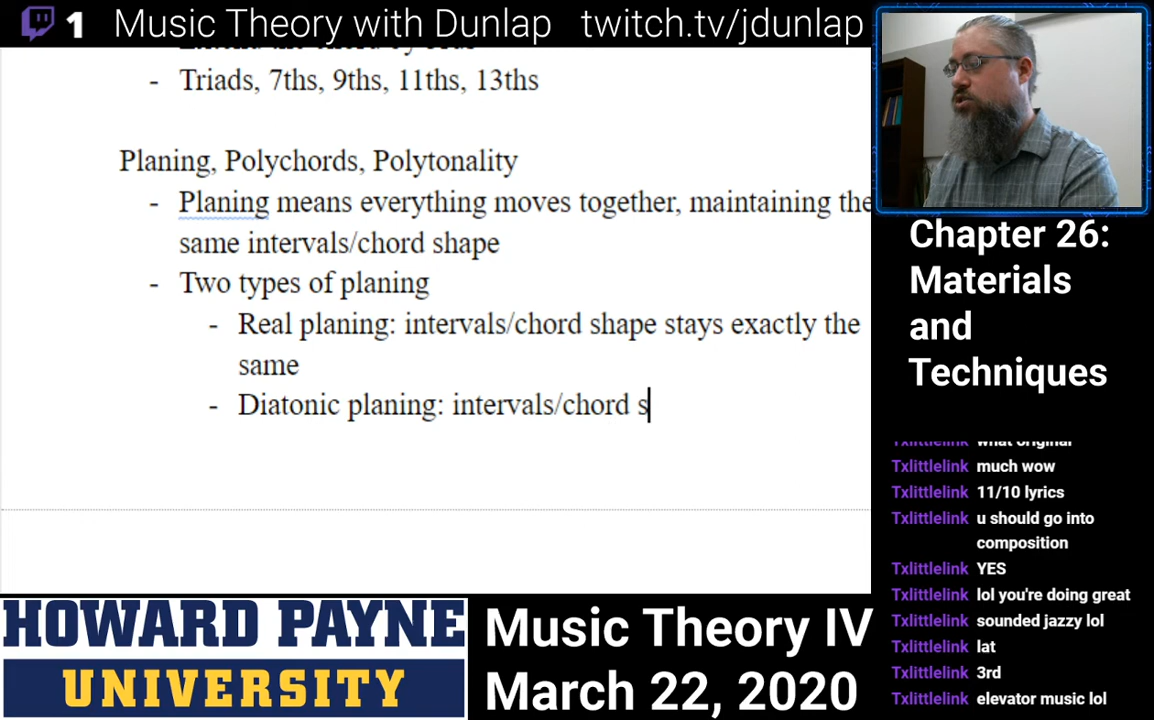 1 Music Theory with Dunlap twitch.tv/jdunlap
- Triads, 7ths, 9ths, 11ths, 13ths
Planing, Polychords, Polytonality
- Planing means everything moves together, maintaining the
same intervals/chord shape
- Two types of planing
- Real planing: intervals/chord shape stays exactly the
same
- Diatonic planing: intervals/chord s
Chapter 26:
Materials
and
Techniques
Txlittlelink what original
Txlittlelink much wow
Txlittlelink 11/10 lyrics
Txlittlelink u should go into
composition
Txlittlelink YES
Txlittlelink lol you're doing great
Txlittlelink sounded jazzy lol
Txlittlelink lat
Txlittlelink 3rd
Txlittlelink elevator music lol
HOWARD PAYNE
UNIVERSITY
Music Theory IV
March 22, 2020